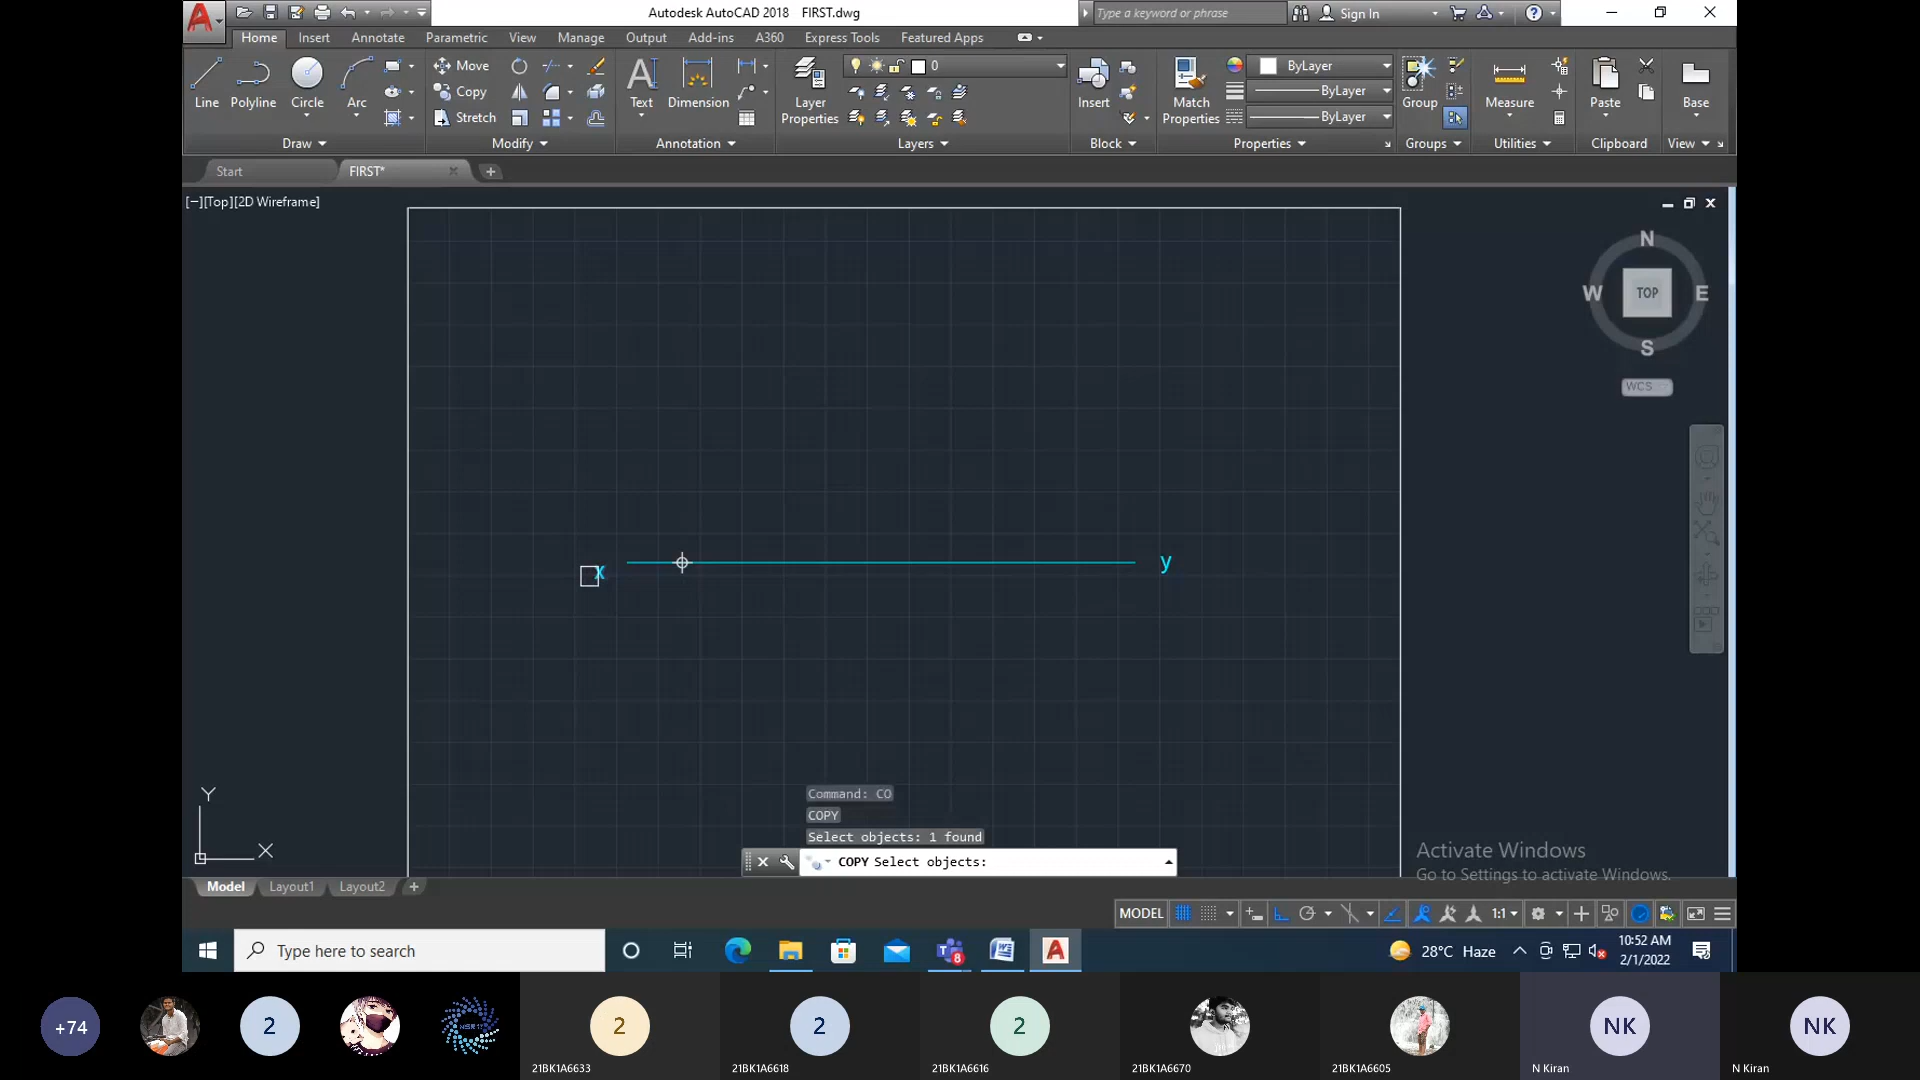 Autodesk AutoCAD 2018 FIRST.dwg
Type a keyword or phrase
Sign In
Home Insert Annotate Parametric View Manage Output Add-ins A360 Express Tools Featured Apps
Line Polyline Circle Arc
Move
Copy
Stretch
Text Dimension
Layer Properties
0
Insert
Match Properties
ByLayer
ByLayer
ByLayer
Group
Measure
Paste
Base
Draw Modify Annotation Layers Block Properties Groups Utilities Clipboard View
Start FIRST*
[−][Top][2D Wireframe]
N
W TOP E
S
WCS
x y
Y
X
Command: CO
COPY
Select objects: 1 found
COPY Select objects:
Activate Windows
Go to Settings to activate Windows.
Model Layout1 Layout2
MODEL 1:1
Type here to search
8
28°C Haze
10:52 AM
2/1/2022
+74 2 NSR 2 2 2 NK NK
21BK1A6633 21BK1A6618 21BK1A6616 21BK1A6670 21BK1A6605 N Kiran N Kiran